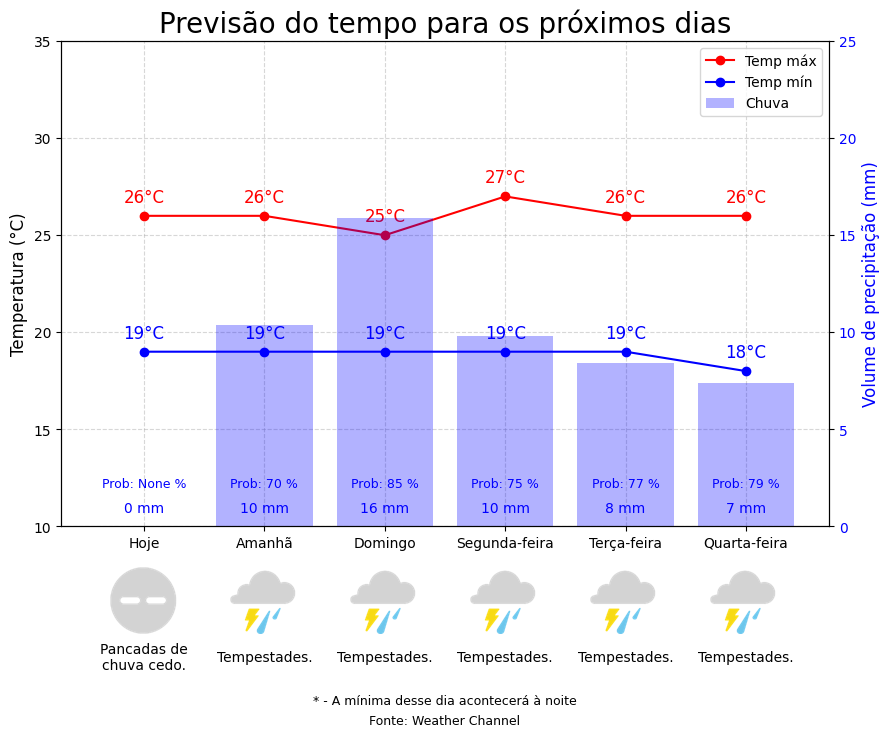 Previsão do tempo para os próximos dias
35
30
25
20
15
10
Temperatura (°C)
25
20
15
10
5
0
Volume de precipitação (mm)
Temp máx
Temp mín
Chuva
26°C
26°C
25°C
27°C
26°C
26°C
19°C
19°C
19°C
19°C
19°C
18°C
Prob: None %
Prob: 70 %
Prob: 85 %
Prob: 75 %
Prob: 77 %
Prob: 79 %
0 mm
10 mm
16 mm
10 mm
8 mm
7 mm
Hoje
Amanhã
Domingo
Segunda-feira
Terça-feira
Quarta-feira
Pancadas de
chuva cedo.
Tempestades.
Tempestades.
Tempestades.
Tempestades.
Tempestades.
* - A mínima desse dia acontecerá à noite
Fonte: Weather Channel